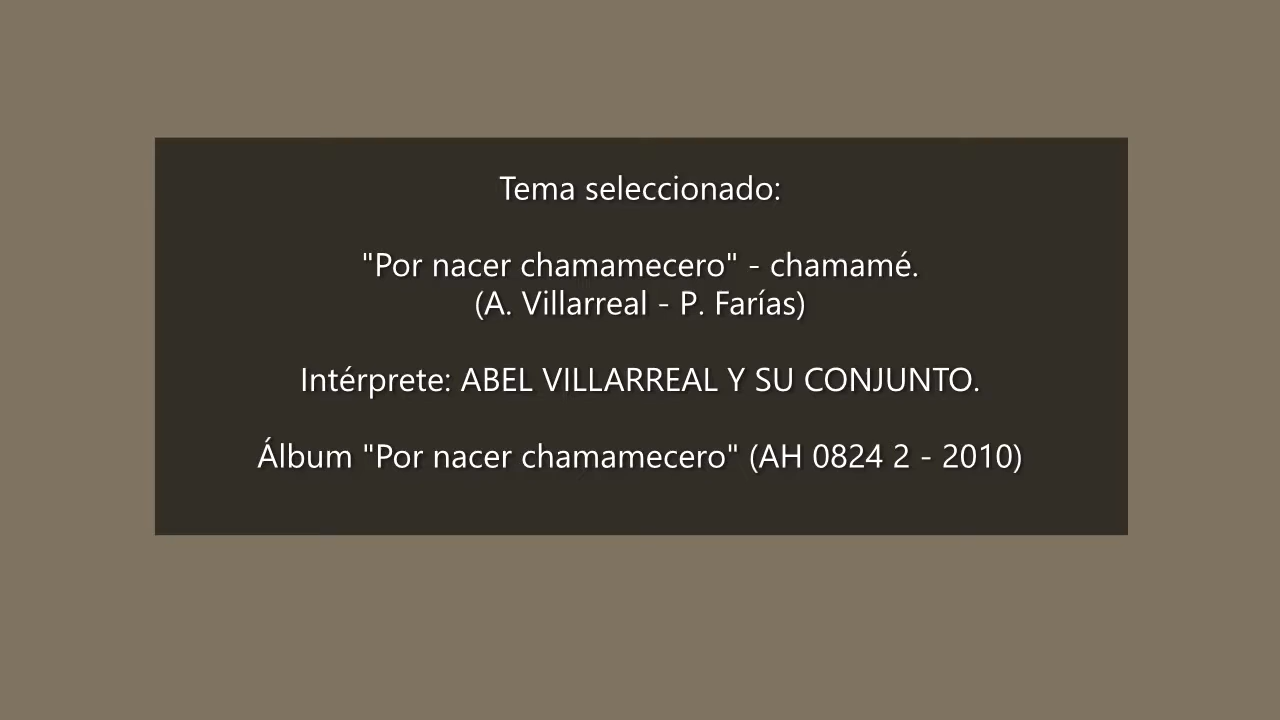 Tema seleccionado:
"Por nacer chamamecero" - chamamé.
(A. Villarreal - P. Farías)
Intérprete: ABEL VILLARREAL Y SU CONJUNTO.
Álbum "Por nacer chamamecero" (AH 0824 2 - 2010)